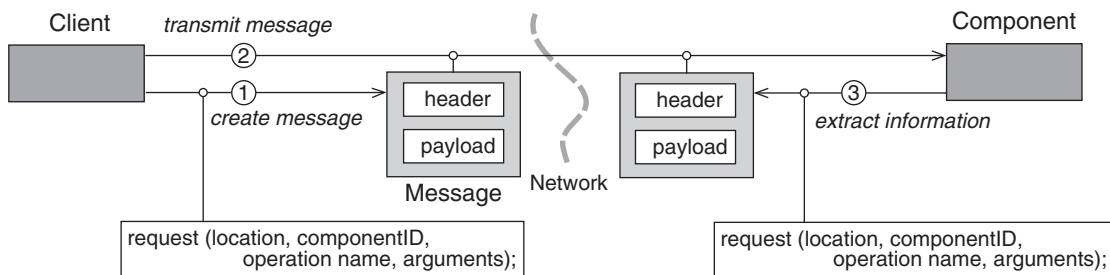 Client
transmit message
Component
2
1
create message
header
payload
Message
Network
header
payload
3
extract information
request (location, componentID,
operation name, arguments);
request (location, componentID,
operation name, arguments);